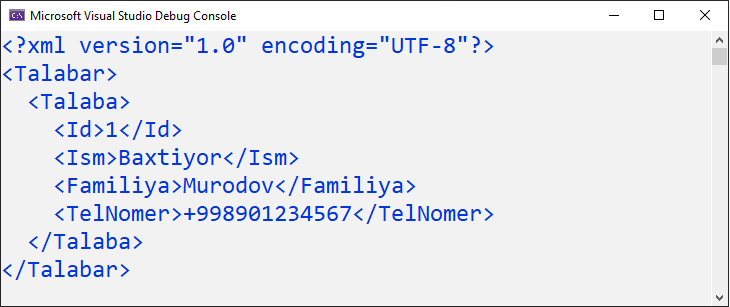 Microsoft Visual Studio Debug Console
<?xml version="1.0" encoding="UTF-8"?>
<Talabar>
  <Talaba>
    <Id>1</Id>
    <Ism>Baxtiyor</Ism>
    <Familiya>Murodov</Familiya>
    <TelNomer>+998901234567</TelNomer>
  </Talaba>
</Talabar>